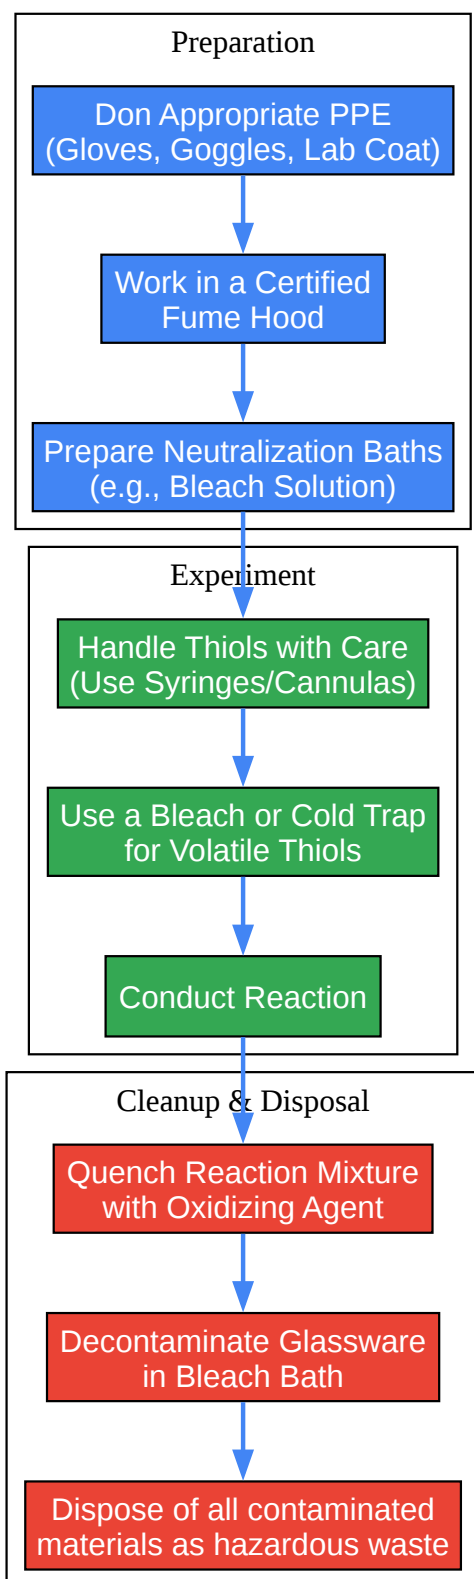 Preparation
Don Appropriate PPE
(Gloves, Goggles, Lab Coat)
Work in a Certified
Fume Hood
Prepare Neutralization Baths
(e.g., Bleach Solution)
Experiment
Handle Thiols with Care
(Use Syringes/Cannulas)
Use a Bleach or Cold Trap
for Volatile Thiols
Conduct Reaction
Cleanup & Disposal
Quench Reaction Mixture
with Oxidizing Agent
Decontaminate Glassware
in Bleach Bath
Dispose of all contaminated
materials as hazardous waste